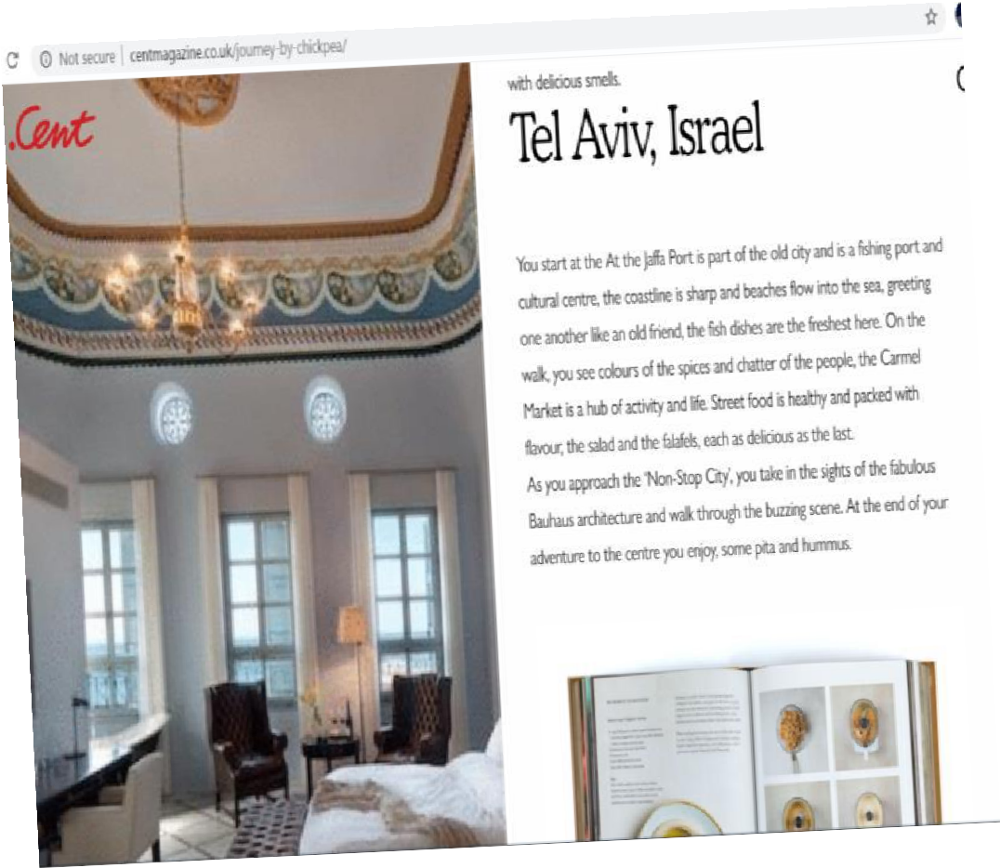 Not secure | centmagazine.co.uk/journey-by-chickpea/
.Cent
with delicious smells.
Tel Aviv, Israel
You start at the At the Jaffa Port is part of the old city and is a fishing port and
cultural centre, the coastline is sharp and beaches flow into the sea, greeting
one another like an old friend, the fish dishes are the freshest here. On the
walk, you see colours of the spices and chatter of the people, the Carmel
Market is a hub of activity and life. Street food is healthy and packed with
flavour, the salad and the falafels, each as delicious as the last.
As you approach the ‘Non-Stop City’, you take in the sights of the fabulous
Bauhaus architecture and walk through the buzzing scene. At the end of your
adventure to the centre you enjoy, some pita and hummus.